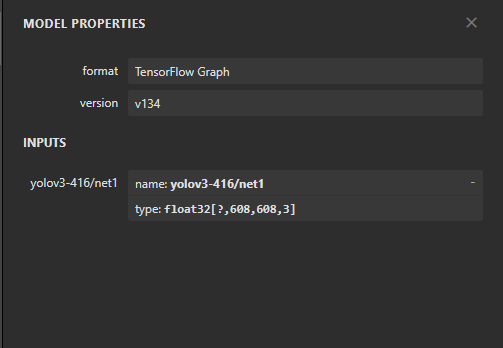 MODEL PROPERTIES ×
format TensorFlow Graph
version v134
INPUTS
yolov3-416/net1 name: yolov3-416/net1 -
type: float32[?,608,608,3]